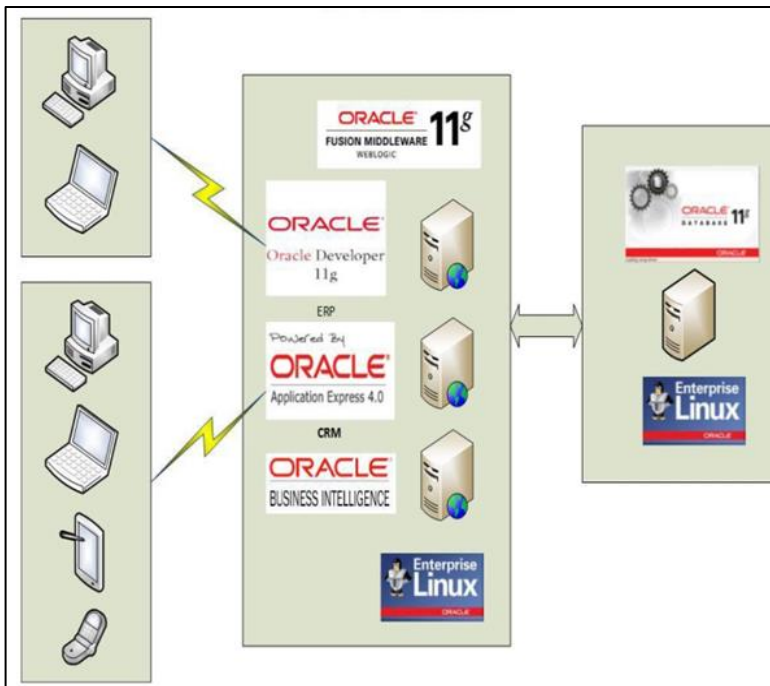 ORACLE
FUSION MIDDLEWARE
WEBLOGIC
11g
ORACLE
Oracle Developer
11g
ERP
Powered By
ORACLE
Application Express 4.0
CRM
ORACLE
BUSINESS INTELLIGENCE
Enterprise
Linux
ORACLE
ORACLE 11g
DATABASE
ORACLE
Enterprise
Linux
ORACLE